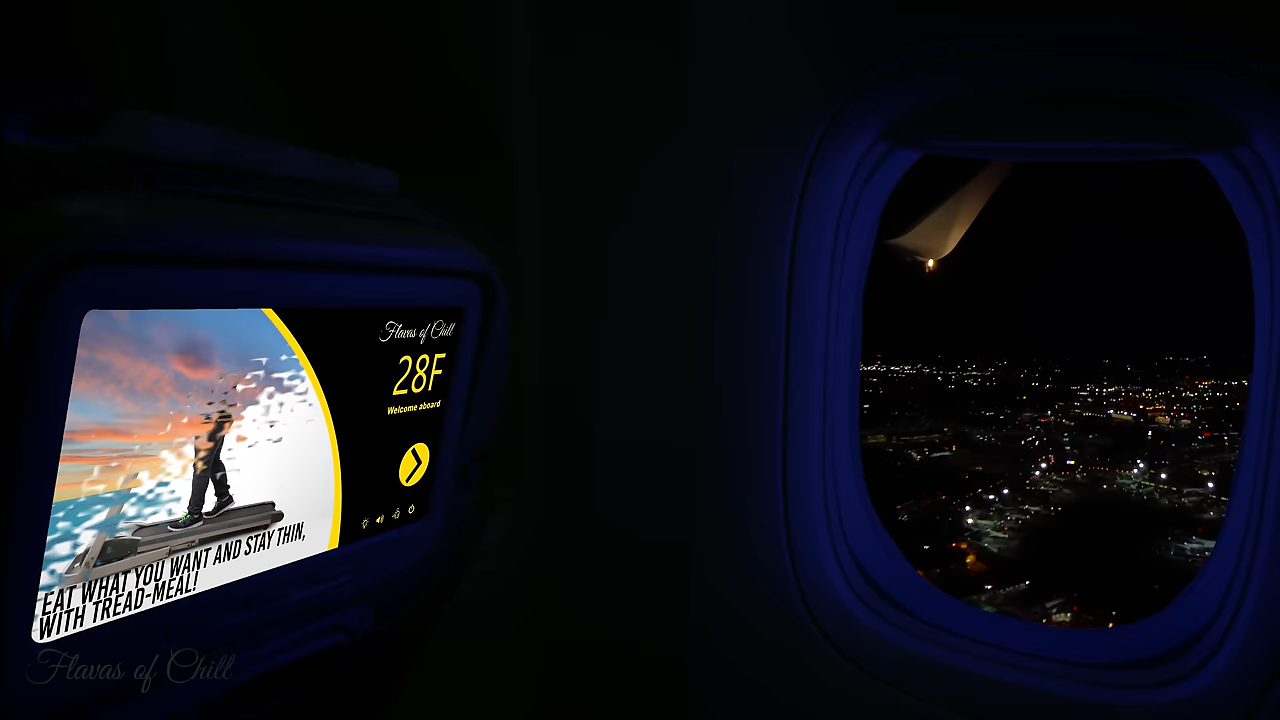 Flavas of Chill
28F
Welcome aboard
EAT WHAT YOU WANT AND STAY THIN,
WITH TREAD-MEAL!
Flavas of Chill